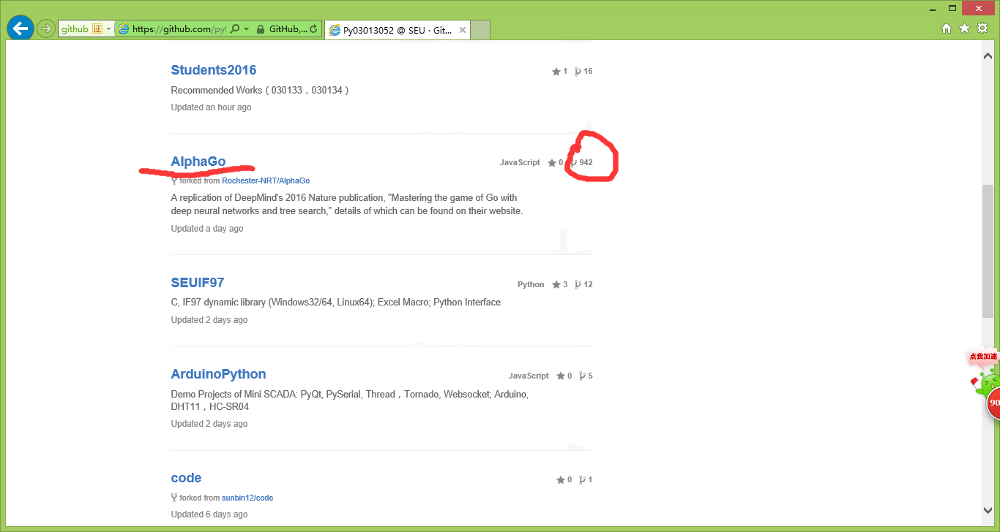 github 证 https://github.com/py GitHub,... Py03013052 @ SEU · Git...
Students2016 1 16
Recommended Works ( 030133 , 030134 )
Updated an hour ago
AlphaGo JavaScript 0 942
forked from Rochester-NRT/AlphaGo
A replication of DeepMind's 2016 Nature publication, "Mastering the game of Go with
deep neural networks and tree search," details of which can be found on their website.
Updated a day ago
SEUIF97 Python 3 12
C, IF97 dynamic library (Windows32/64, Linux64); Excel Macro; Python Interface
Updated 2 days ago
点我加速
ArduinoPython JavaScript 0 5
Demo Projects of Mini SCADA: PyQt, PySerial, Thread , Tornado, Websocket; Arduino,
DHT11 , HC-SR04
90
Updated 2 days ago
code 0 1
forked from sunbin12/code
Updated 6 days ago